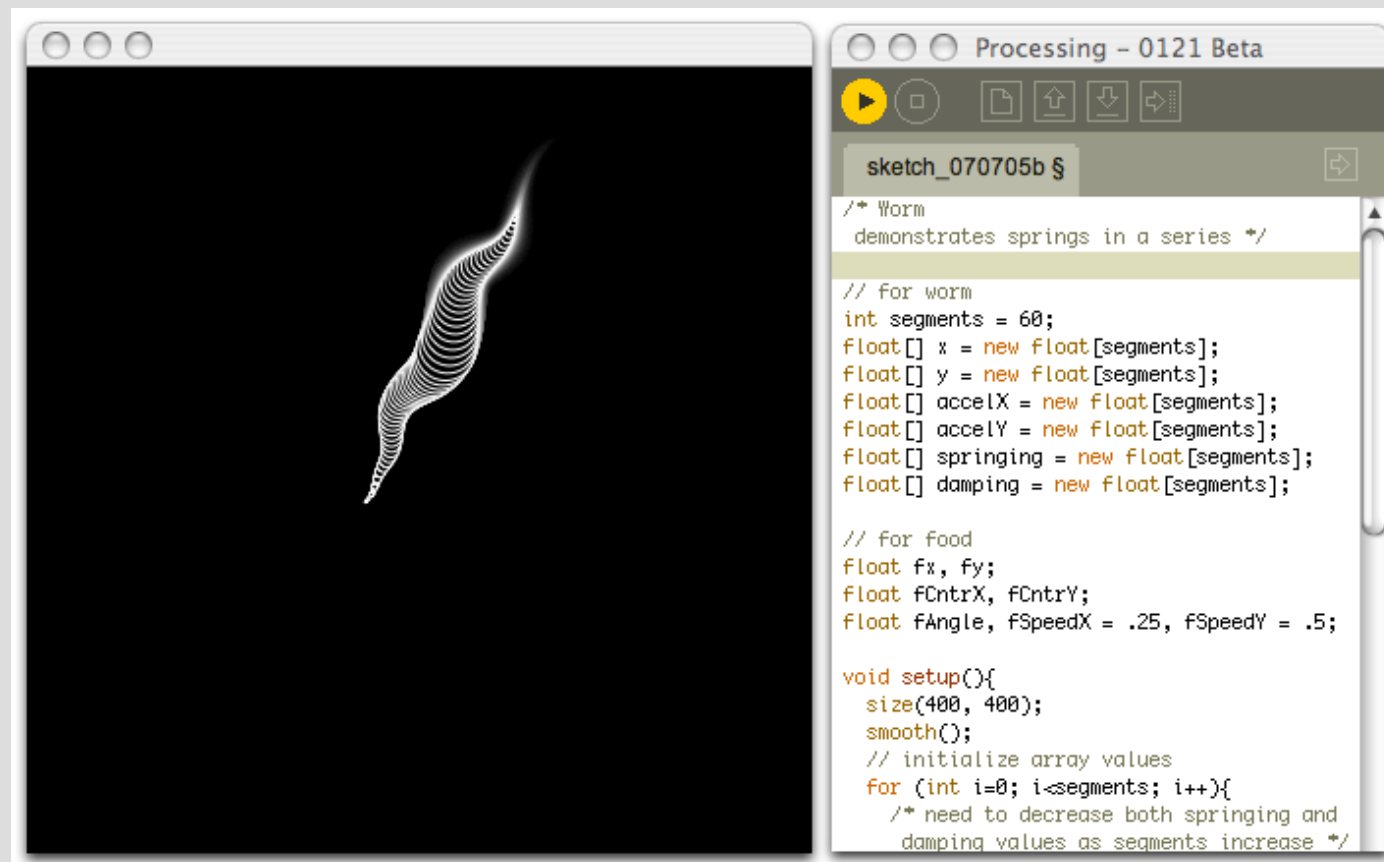 Processing – 0121 Beta
sketch_070705b §
/* Worm
demonstrates springs in a series */
// for worm
int segments = 60;
float[] x = new float[segments];
float[] y = new float[segments];
float[] accelX = new float[segments];
float[] accelY = new float[segments];
float[] springing = new float[segments];
float[] damping = new float[segments];
// for food
float fx, fy;
float fCntrX, fCntrY;
float fAngle, fSpeedX = .25, fSpeedY = .5;
void setup(){
size(400, 400);
smooth();
// initialize array values
for (int i=0; i<segments; i++){
/* need to decrease both springing and
damping values as segments increase */